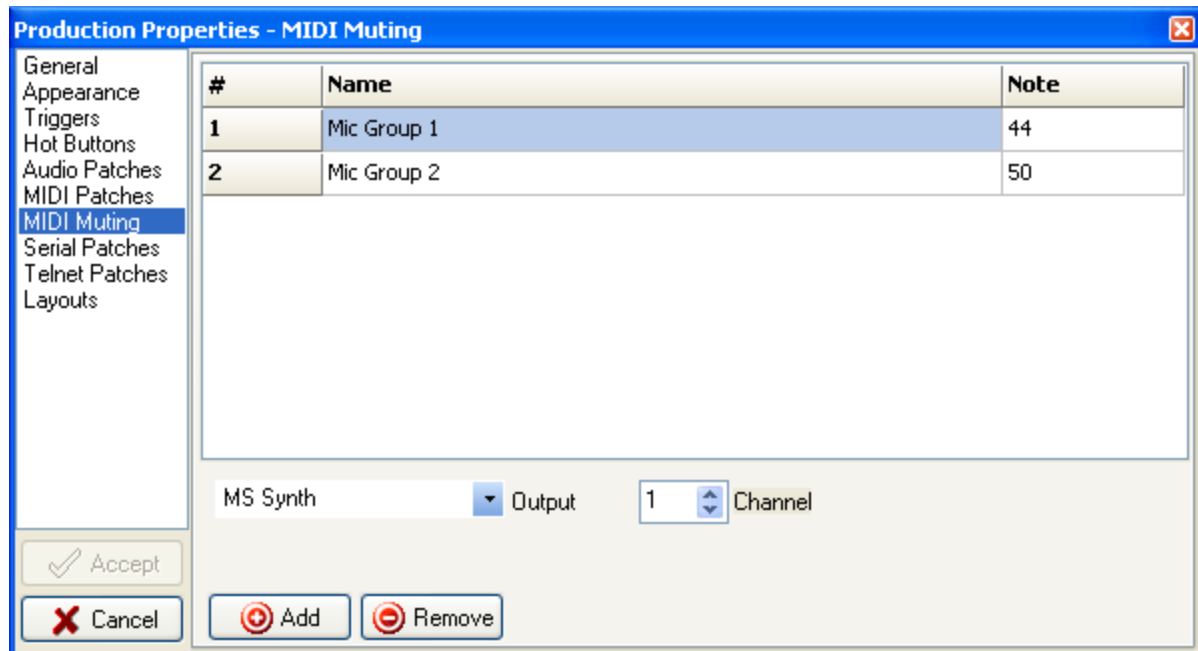 Production Properties - MIDI Muting
General
Appearance
Triggers
Hot Buttons
Audio Patches
MIDI Patches
MIDI Muting
Serial Patches
Telnet Patches
Layouts
Accept
Cancel
# Name Note
1 Mic Group 1 44
2 Mic Group 2 50
MS Synth Output 1 Channel
Add Remove